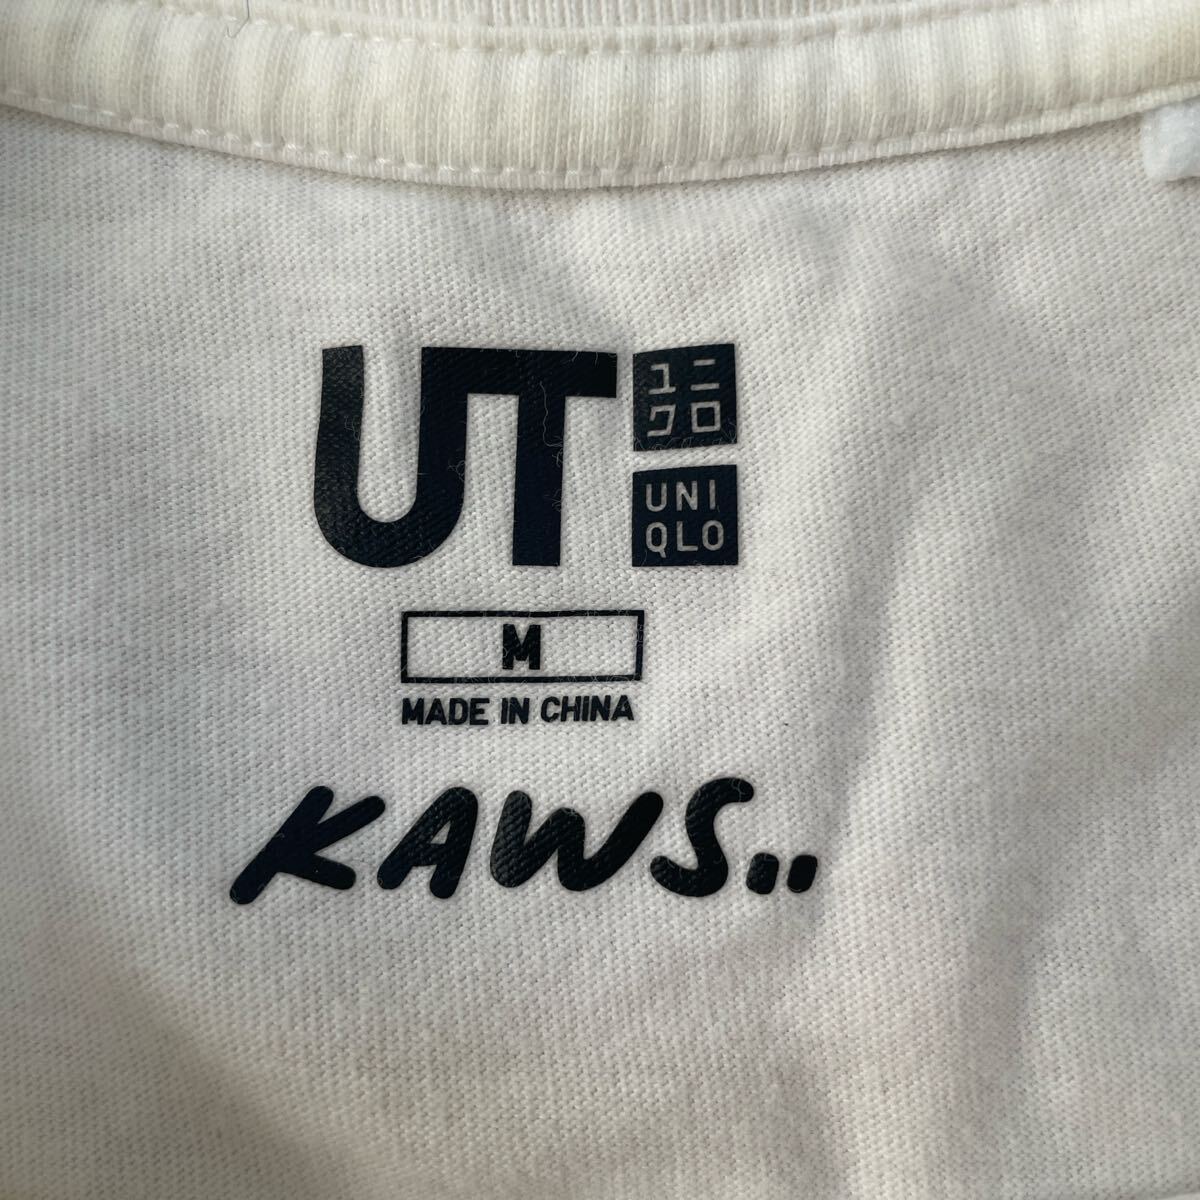 UT
ユニ
クロ
UNI
QLO
M
MADE IN CHINA
KAWS..